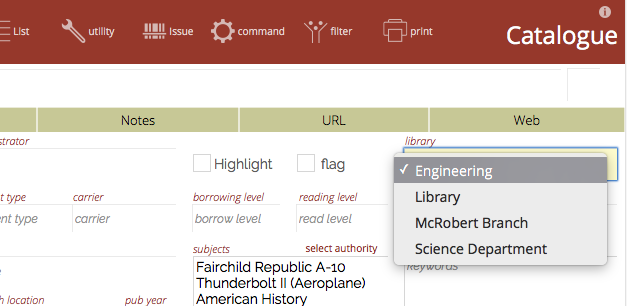 List
utility
Issue
command
filter
print
Catalogue
Notes
URL
Web
strator
library
Highlight
flag
Engineering
Library
McRobert Branch
Science Department
nt type
carrier
borrowing level
reading level
nt type
carrier
borrow level
read level
subjects
select authority
Keywords
Fairchild Republic A-10
Thunderbolt II (Aeroplane)
American History
h location
pub year